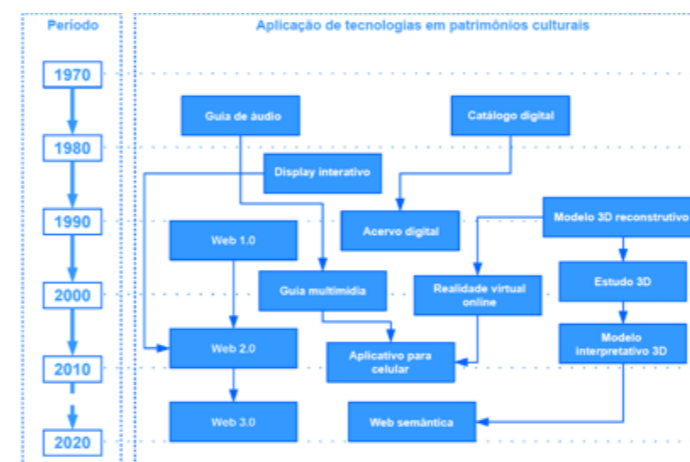 Período
Aplicação de tecnologias em patrimônios culturais
1970
Guia de áudio
Catálogo digital
1980
Display interativo
1990
Acervo digital
Modelo 3D reconstrutivo
Web 1.0
2000
Guia multimídia
Realidade virtual
online
Estudo 3D
Web 2.0
Aplicativo para
celular
Modelo
interpretativo 3D
2010
Web 3.0
Web semântica
2020